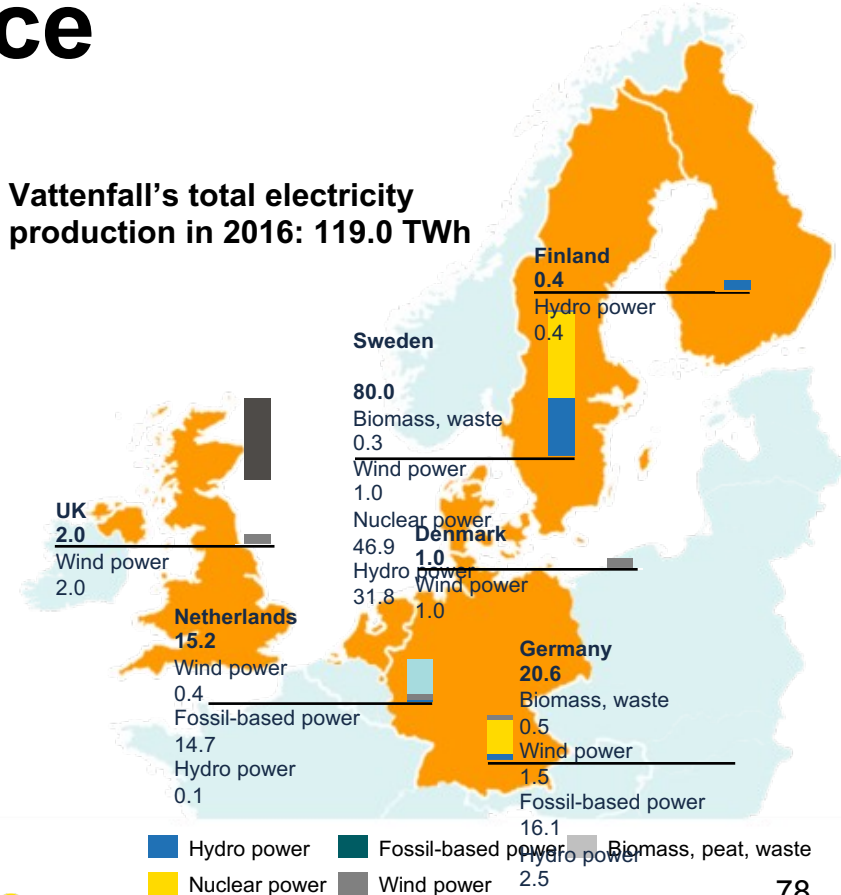 ce
Vattenfall’s total electricity
production in 2016: 119.0 TWh
Finland
0.4
Hydro power
0.4
Sweden
80.0
Biomass, waste
0.3
Wind power
1.0
Nuclear power
46.9
Hydro power
31.8
Denmark
1.0
Wind power
1.0
UK
2.0
Wind power
2.0
Netherlands
15.2
Wind power
0.4
Fossil-based power
14.7
Hydro power
0.1
Germany
20.6
Biomass, waste
0.5
Wind power
1.5
Fossil-based power
16.1
Hydro power
2.5
Hydro power
Fossil-based power
Biomass, peat, waste
Nuclear power
Wind power
78